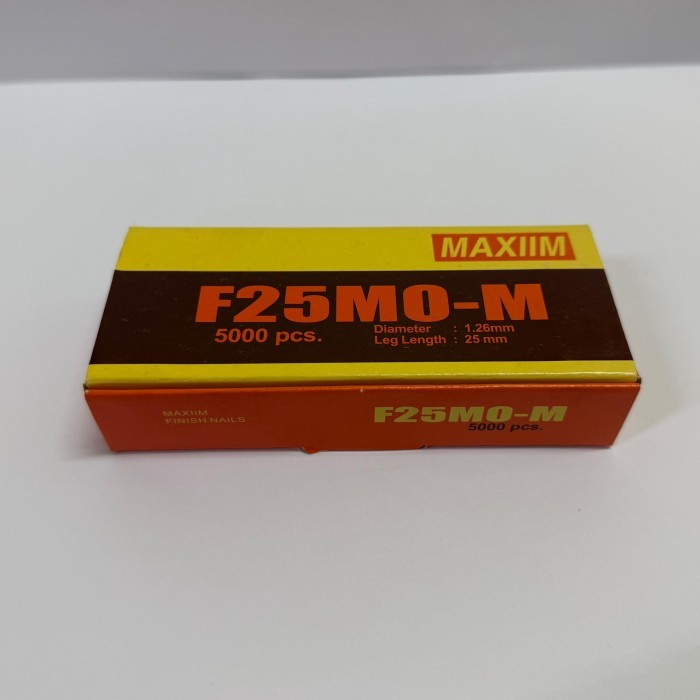 MAXIIM
F25MO-M
5000 pcs.
Diameter : 1.26mm
Leg Length : 25 mm
MAXIIM
FINISH NAILS
F25MO-M
5000 pcs.